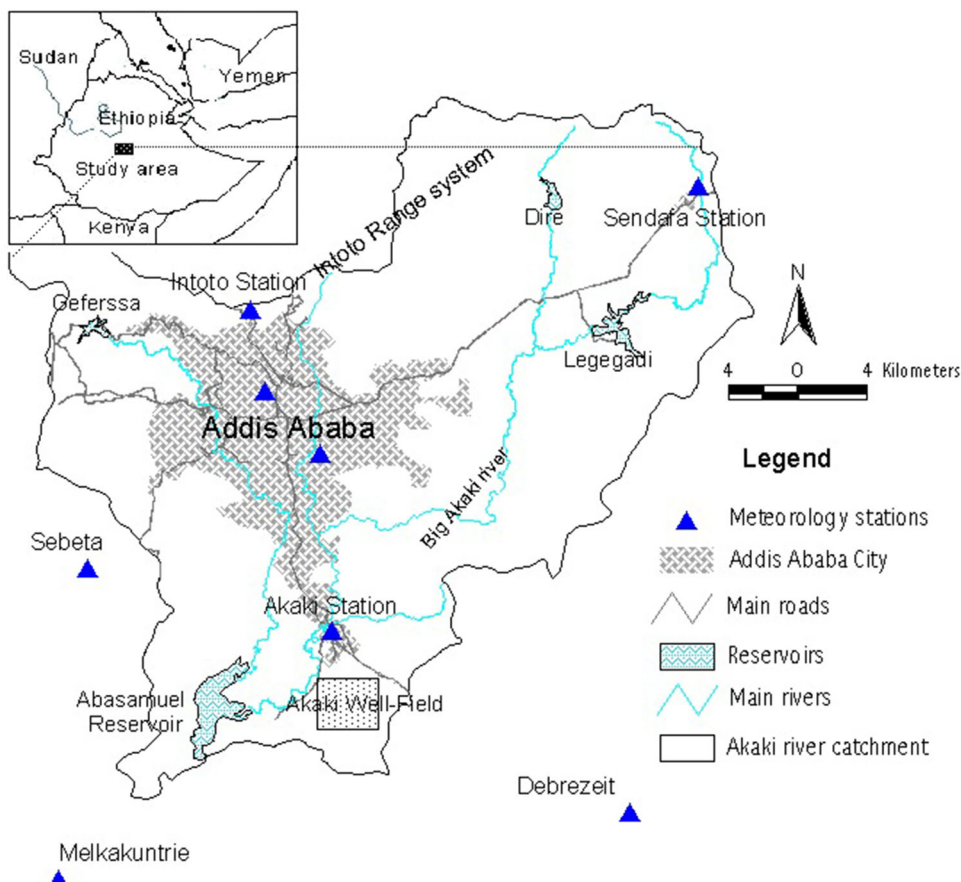 Sudan
Yemen
Ethiopia
Study area
Kenya
Intoto Range system
Dire
Sendafa Station
Intoto Station
Geferssa
Legegadi
N
4 0 4 Kilometers
Addis Ababa
Big Akaki river
Legend
Meteorology stations
Addis Ababa City
Main roads
Reservoirs
Main rivers
Akaki river catchment
Sebeta
Akaki Station
Abasamuel
Reservoir
Akaki Well-Field
Debrezeit
Melkakuntrie